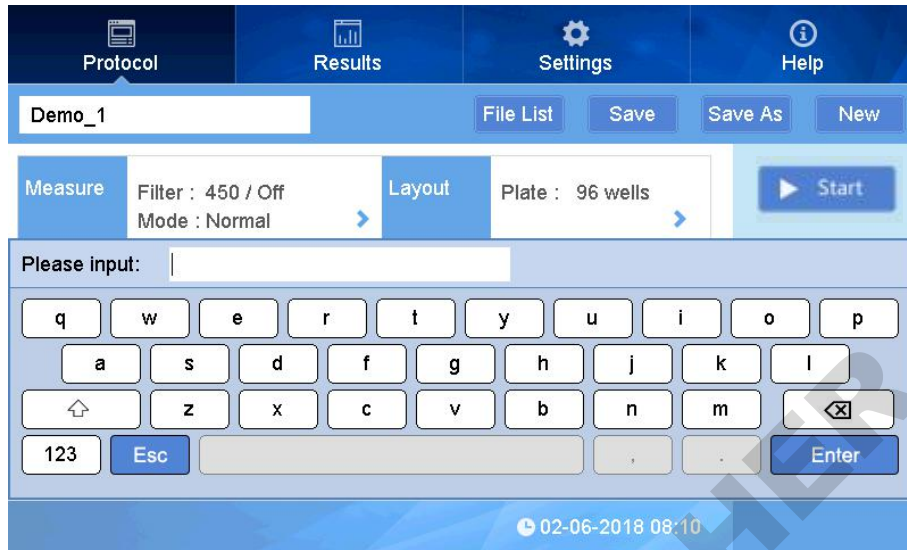 Protocol Results Settings Help
Demo_1 File List Save Save As New
Measure Filter : 450 / Off Layout Plate : 96 wells Start
Mode : Normal
Please input:
q w e r t y u i o p
a s d f g h j k l
z x c v b n m
123 Esc , . Enter
02-06-2018 08:10
HER